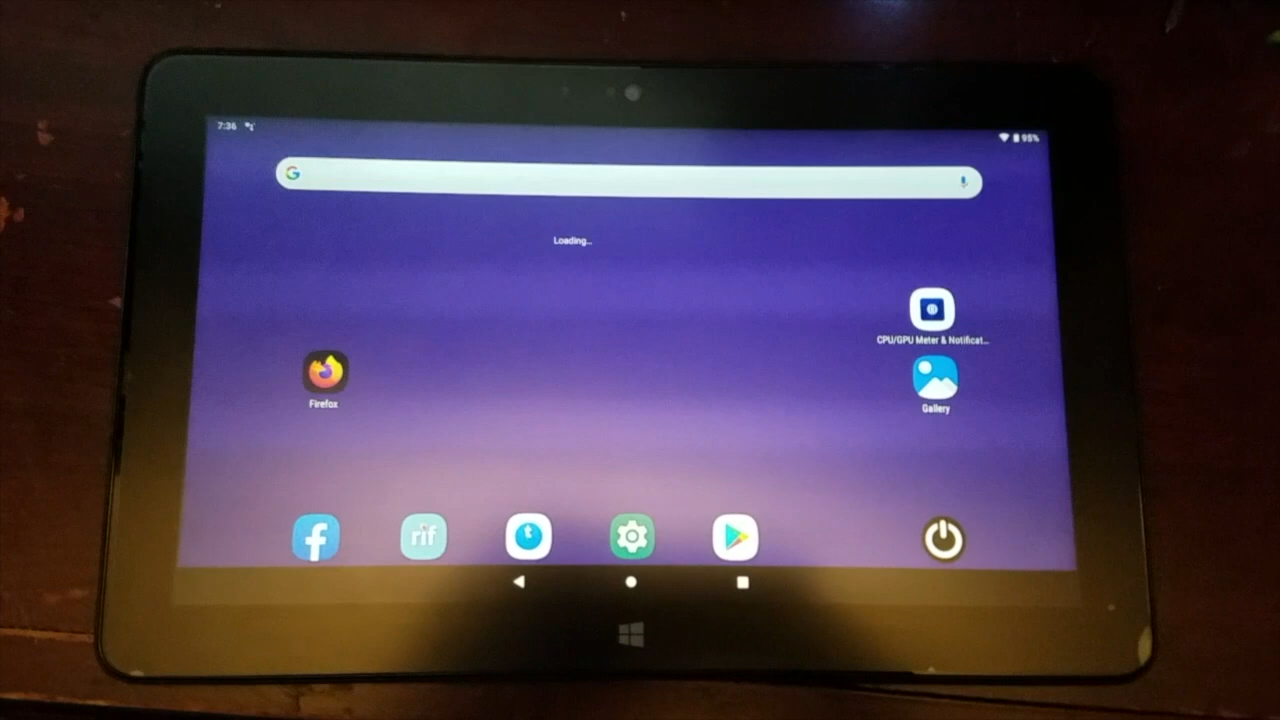 7:36
95%
G
Loading...
CPU/GPU Meter & Notificat...
Firefox
Gallery
f
rif